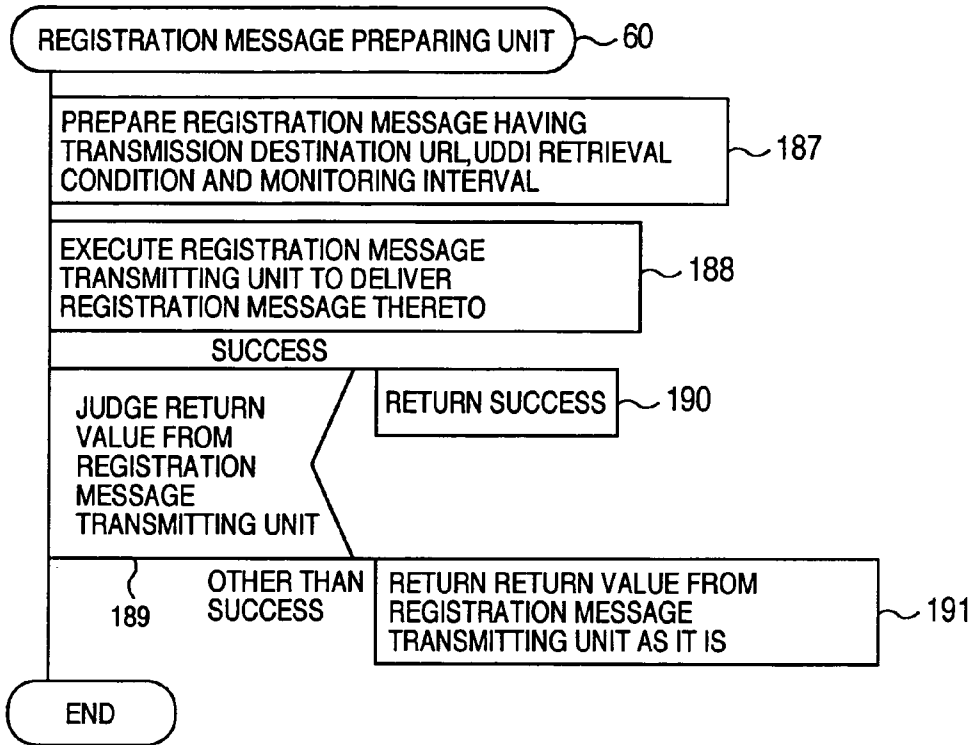 REGISTRATION MESSAGE PREPARING UNIT
60
PREPARE REGISTRATION MESSAGE HAVING
TRANSMISSION DESTINATION URL,UDDI RETRIEVAL
CONDITION AND MONITORING INTERVAL
187
EXECUTE REGISTRATION MESSAGE
TRANSMITTING UNIT TO DELIVER
REGISTRATION MESSAGE THERETO
188
SUCCESS
JUDGE RETURN
VALUE FROM
REGISTRATION
MESSAGE
TRANSMITTING UNIT
RETURN SUCCESS
190
189
OTHER THAN
SUCCESS
RETURN RETURN VALUE FROM
REGISTRATION MESSAGE
TRANSMITTING UNIT AS IT IS
191
END